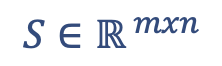 S ∈ ℝ^{mxn}